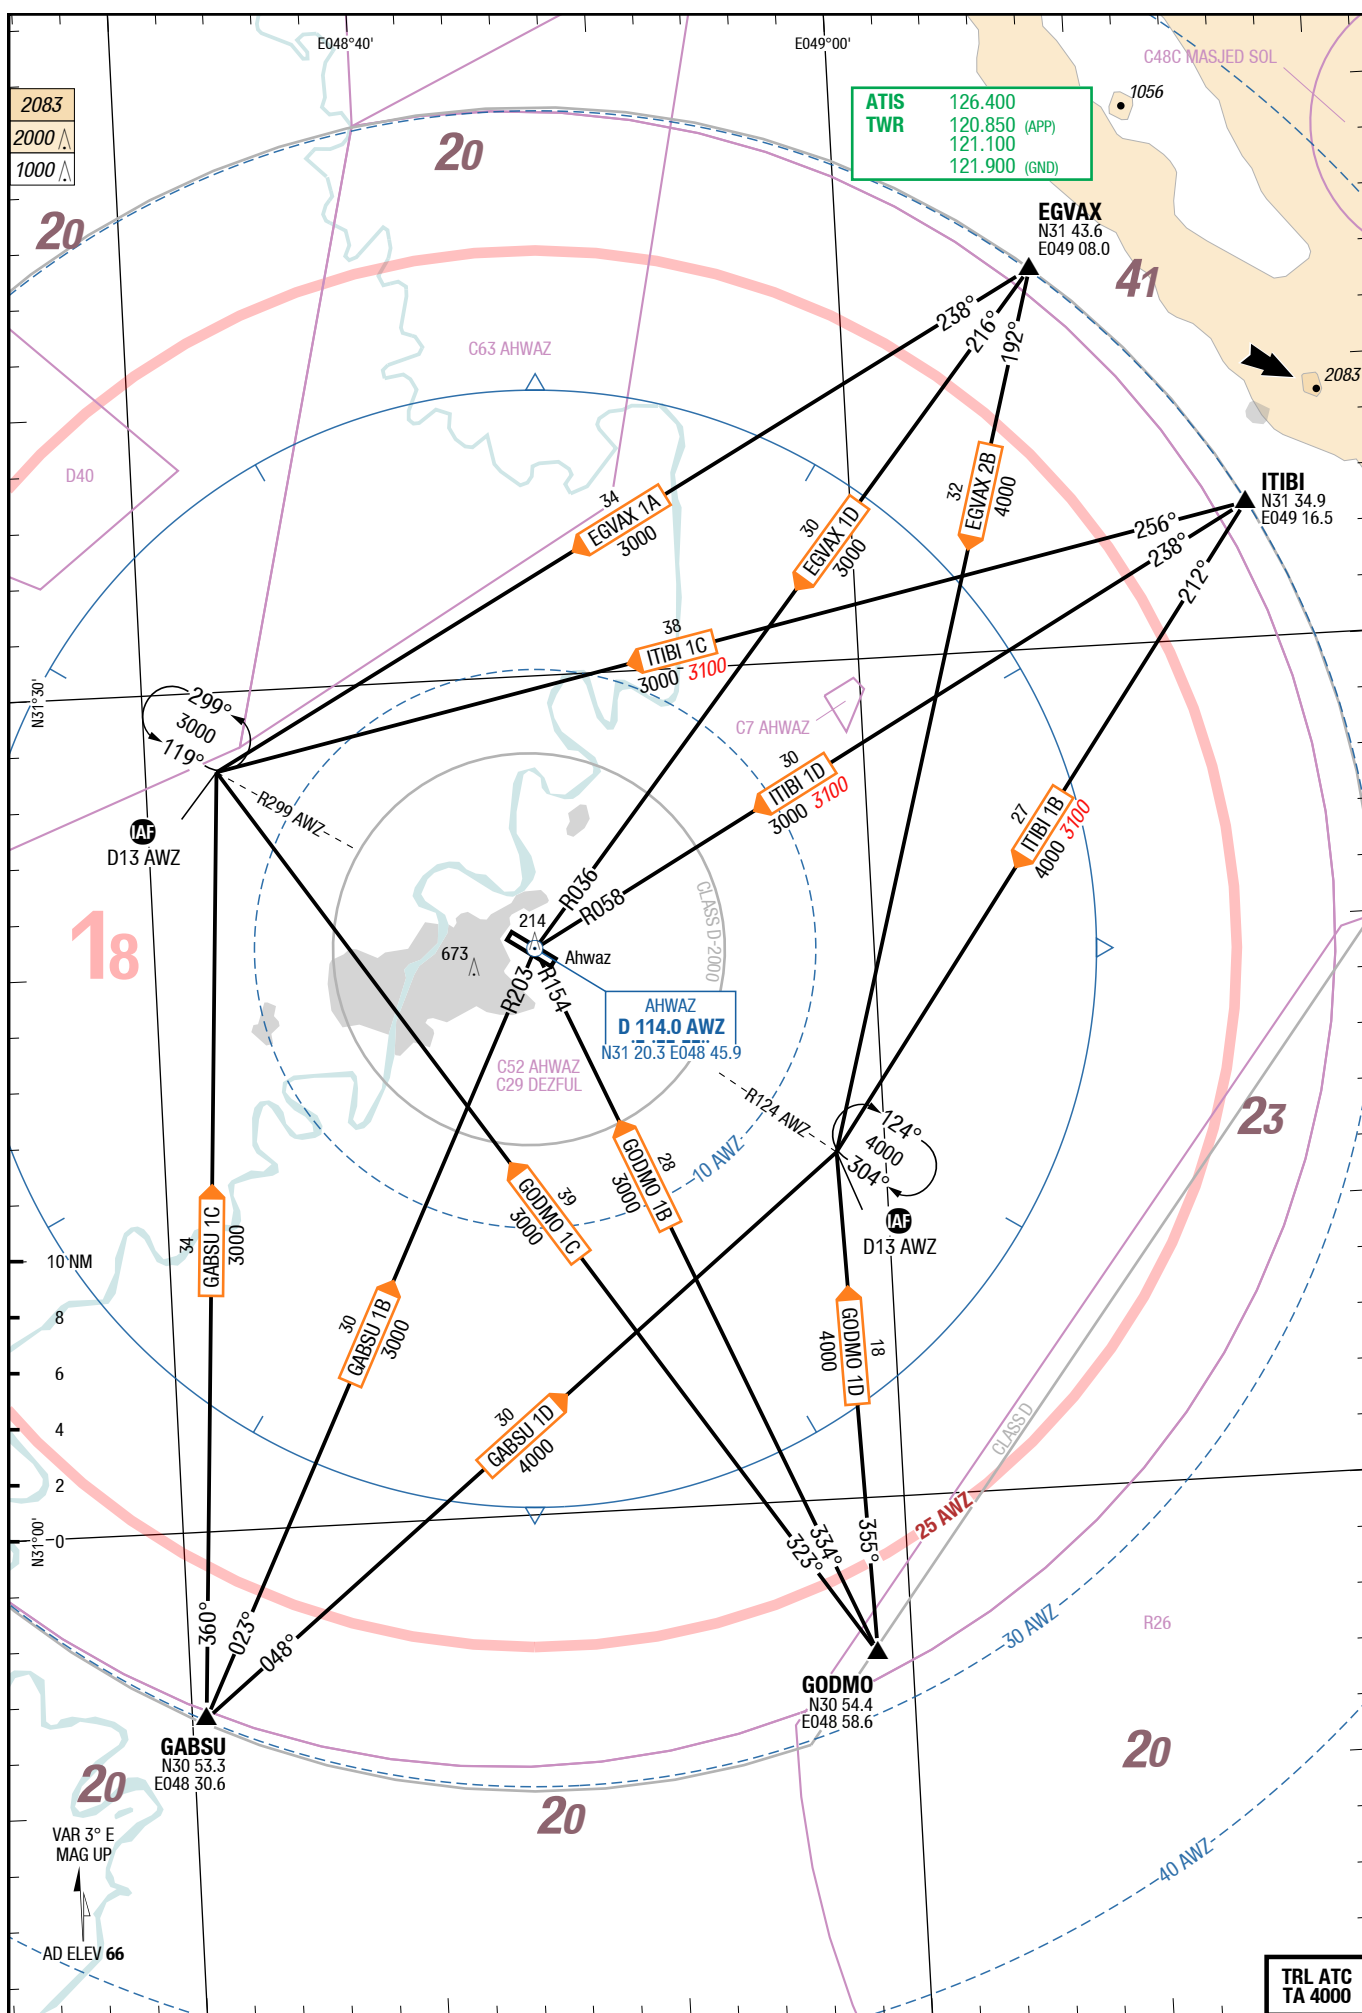 E048°40'
E049°00'
C48C MASJED SOL
2083
2000
1000
1056
ATIS 126.400
TWR 120.850 (APP)
121.100
121.900 (GND)
20
20
EGVAX
N31 43.6
E049 08.0
41
238°
216°
192°
C63 AHWAZ
2083
D40
ITIBI
N31 34.9
E049 16.5
34
EGVAX 1A
3000
30
EGVAX 1D
3000
32
EGVAX 2B
4000
256°
238°
212°
38
ITIBI 1C
3000 3100
N31°30'
299°
3000
119°
C7 AHWAZ
30
ITIBI 1D
3000 3100
27
ITIBI 1B
4000 3100
R299 AWZ
IAF
D13 AWZ
R036
R058
CLASS D-2000
18
214
673
Ahwaz
R203
R154
AHWAZ
D 114.0 AWZ
N31 20.3 E048 45.9
C52 AHWAZ
C29 DEZFUL
R124 AWZ
124°
4000
304°
23
10 AWZ
28
GODMO 1B
3000
39
GODMO 1C
3000
34
GABSU 1C
3000
IAF
D13 AWZ
10 NM
8
6
4
2
0
30
GABSU 1B
3000
18
GODMO 1D
4000
30
GABSU 1D
4000
CLASS D
25 AWZ
N31°00'
323°
334°
355°
360°
023°
048°
30 AWZ
R26
GODMO
N30 54.4
E048 58.6
GABSU
N30 53.3
E048 30.6
20
20
20
VAR 3° E
MAG UP
40 AWZ
AD ELEV 66
TRL ATC
TA 4000